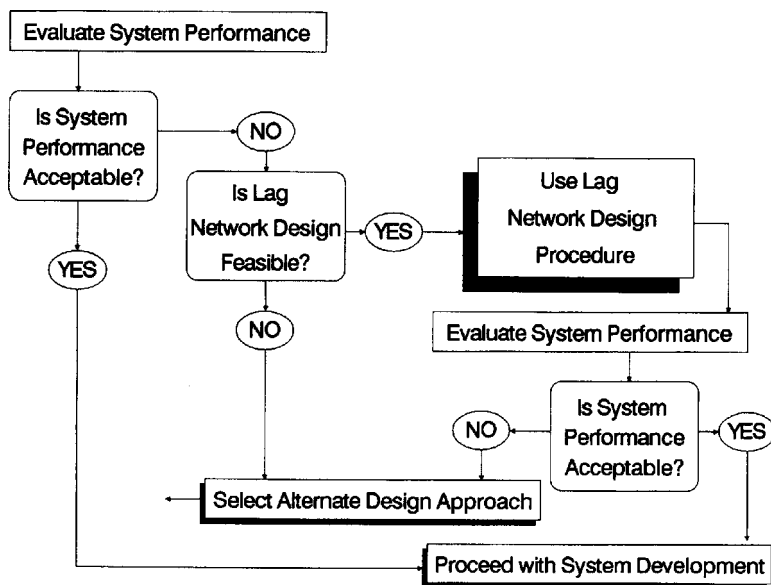 Evaluate System Performance
Is System
Performance
Acceptable?
NO
Is Lag
Network Design
Feasible?
YES
Use Lag
Network Design
Procedure
YES
NO
Evaluate System Performance
Is System
Performance
Acceptable?
NO
YES
Select Alternate Design Approach
Proceed with System Development